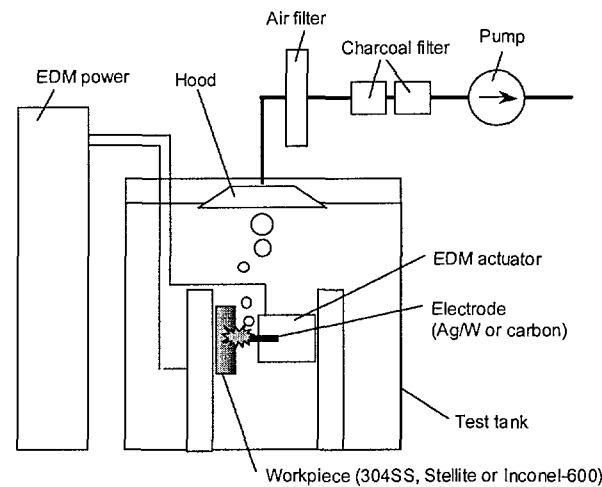 Air filter
Charcoal filter
Pump
EDM power
Hood
EDM actuator
Electrode
(Ag/W or carbon)
Test tank
Workpiece (304SS, Stellite or Inconel-600)